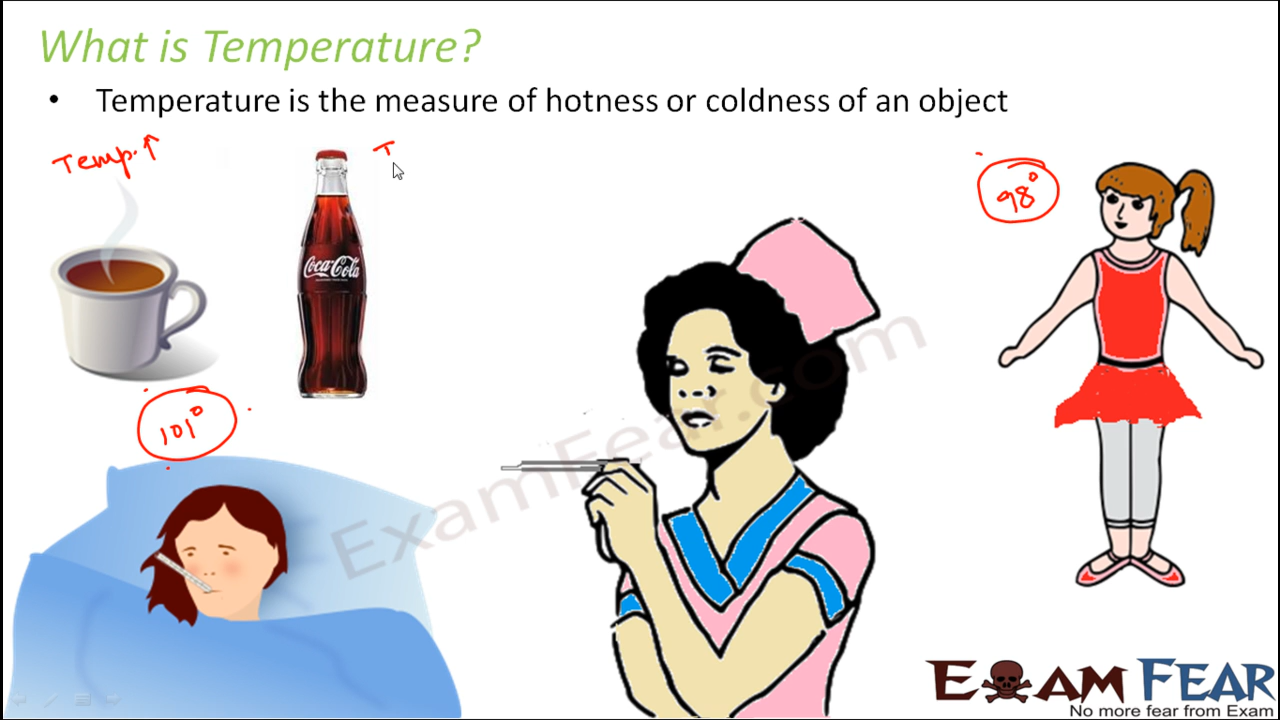 What is Temperature?
• Temperature is the measure of hotness or coldness of an object
Temp.↑
T
98°
Coca-Cola
101°
ExamFear.com
EXAM FEAR
No more fear from Exam